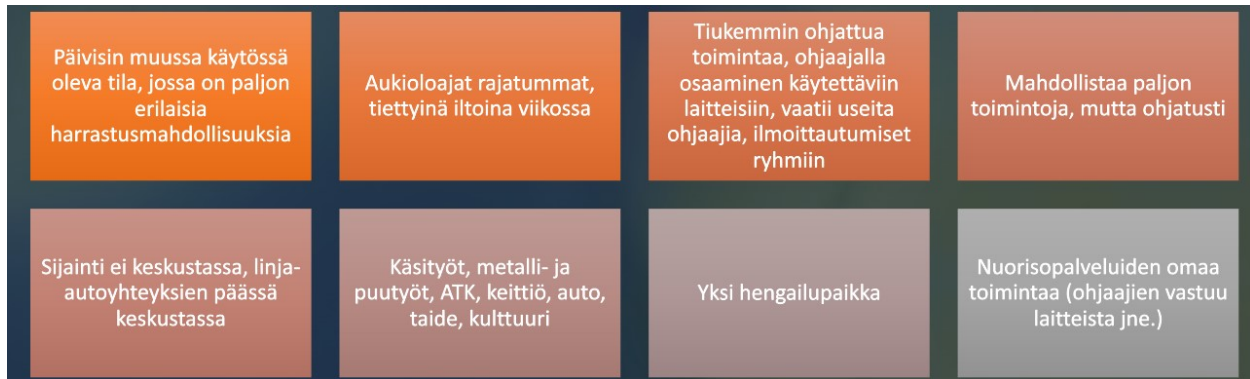 Päivisin muussa käytössä
oleva tila, jossa on paljon
erilaisia
harrastusmahdollisuuksia
Aukioloajat rajatummat,
tiettyinä iltoina viikossa
Tiukemmin ohjattua
toimintaa, ohjaajalla
osaaminen käytettäviin
laitteisiin, vaatii useita
ohjaajia, ilmoittautumiset
ryhmiin
Mahdollistaa paljon
toimintoja, mutta ohjatusti
Sijainti ei keskustassa, linja-
autoyhteyksien päässä
keskustassa
Käsityöt, metalli- ja
puutyöt, ATK, keittiö, auto,
taide, kulttuuri
Yksi hengailupaikka
Nuorisopalveluiden omaa
toimintaa (ohjaajien vastuu
laitteista jne.)